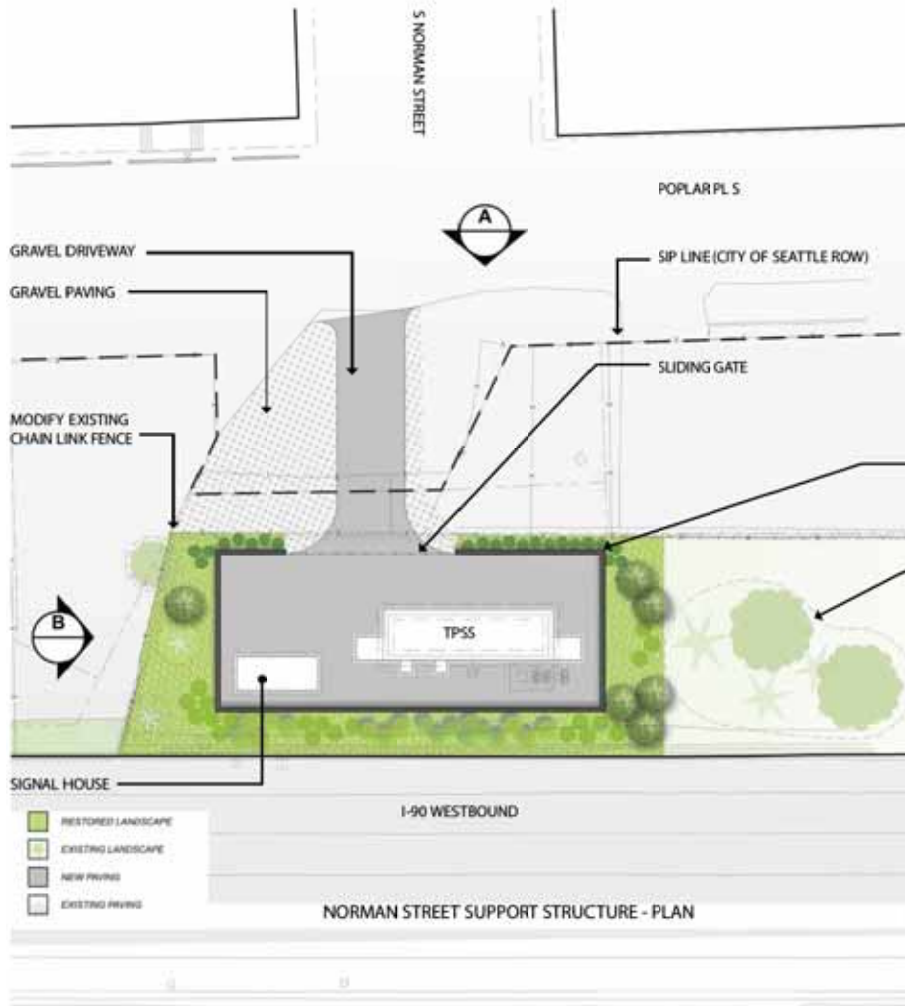 S NORMAN STREET
POPLAR PL S
A
GRAVEL DRIVEWAY
SIP LINE (CITY OF SEATTLE ROW)
GRAVEL PAVING
SLIDING GATE
MODIFY EXISTING
CHAIN LINK FENCE
B
TPSS
SIGNAL HOUSE
I-90 WESTBOUND
RESTORED LANDSCAPE
EXISTING LANDSCAPE
NEW PAVING
EXISTING PAVING
NORMAN STREET SUPPORT STRUCTURE - PLAN